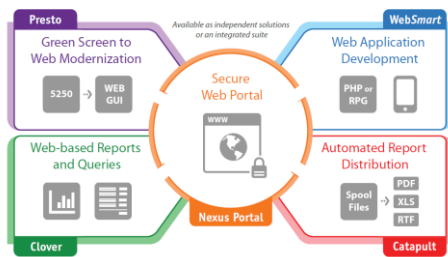 Presto
Available as independent solutions
or an integrated suite
WebSmart
Green Screen to
Web Modernization
5250
WEB
GUI
Secure
Web Portal
WWW
Web Application
Development
PHP or
RPG
Web-based Reports
and Queries
Automated Report
Distribution
Spool
Files
PDF
XLS
RTF
Nexus Portal
Clover
Catapult